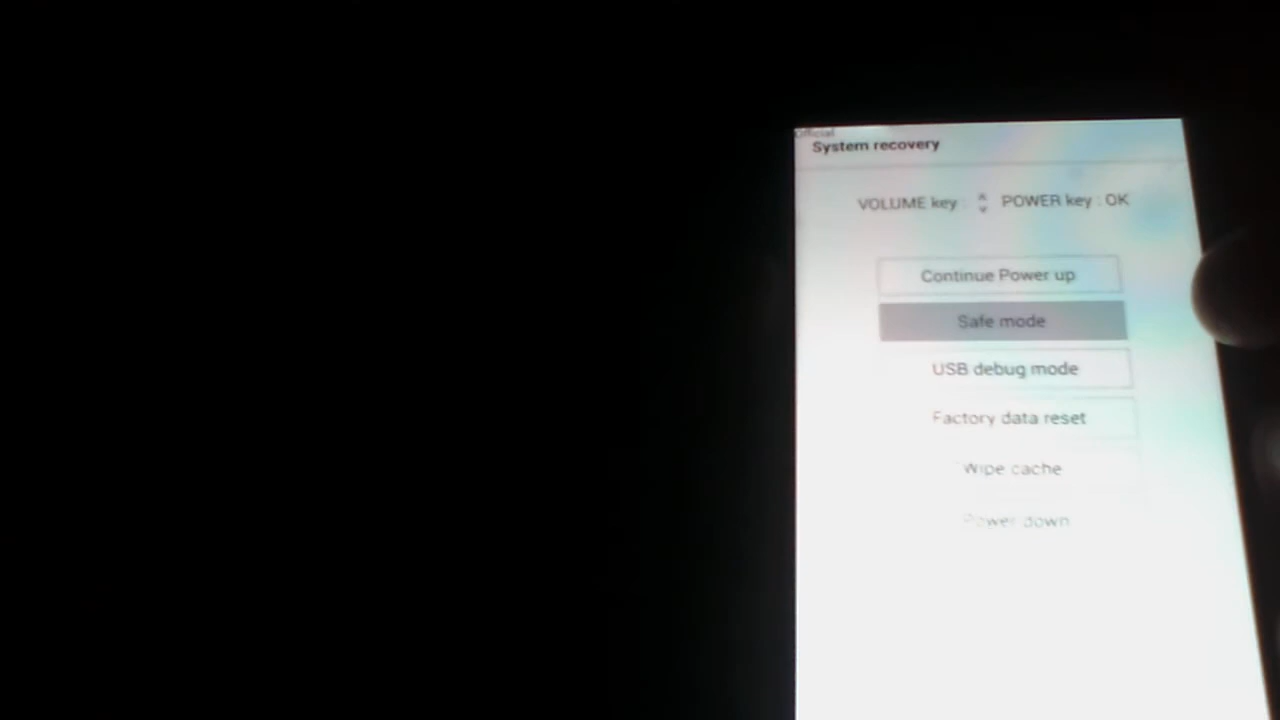 Official
System recovery
VOLUME key : POWER key : OK
Continue Power up
Safe mode
USB debug mode
Factory data reset
Wipe cache
Power down